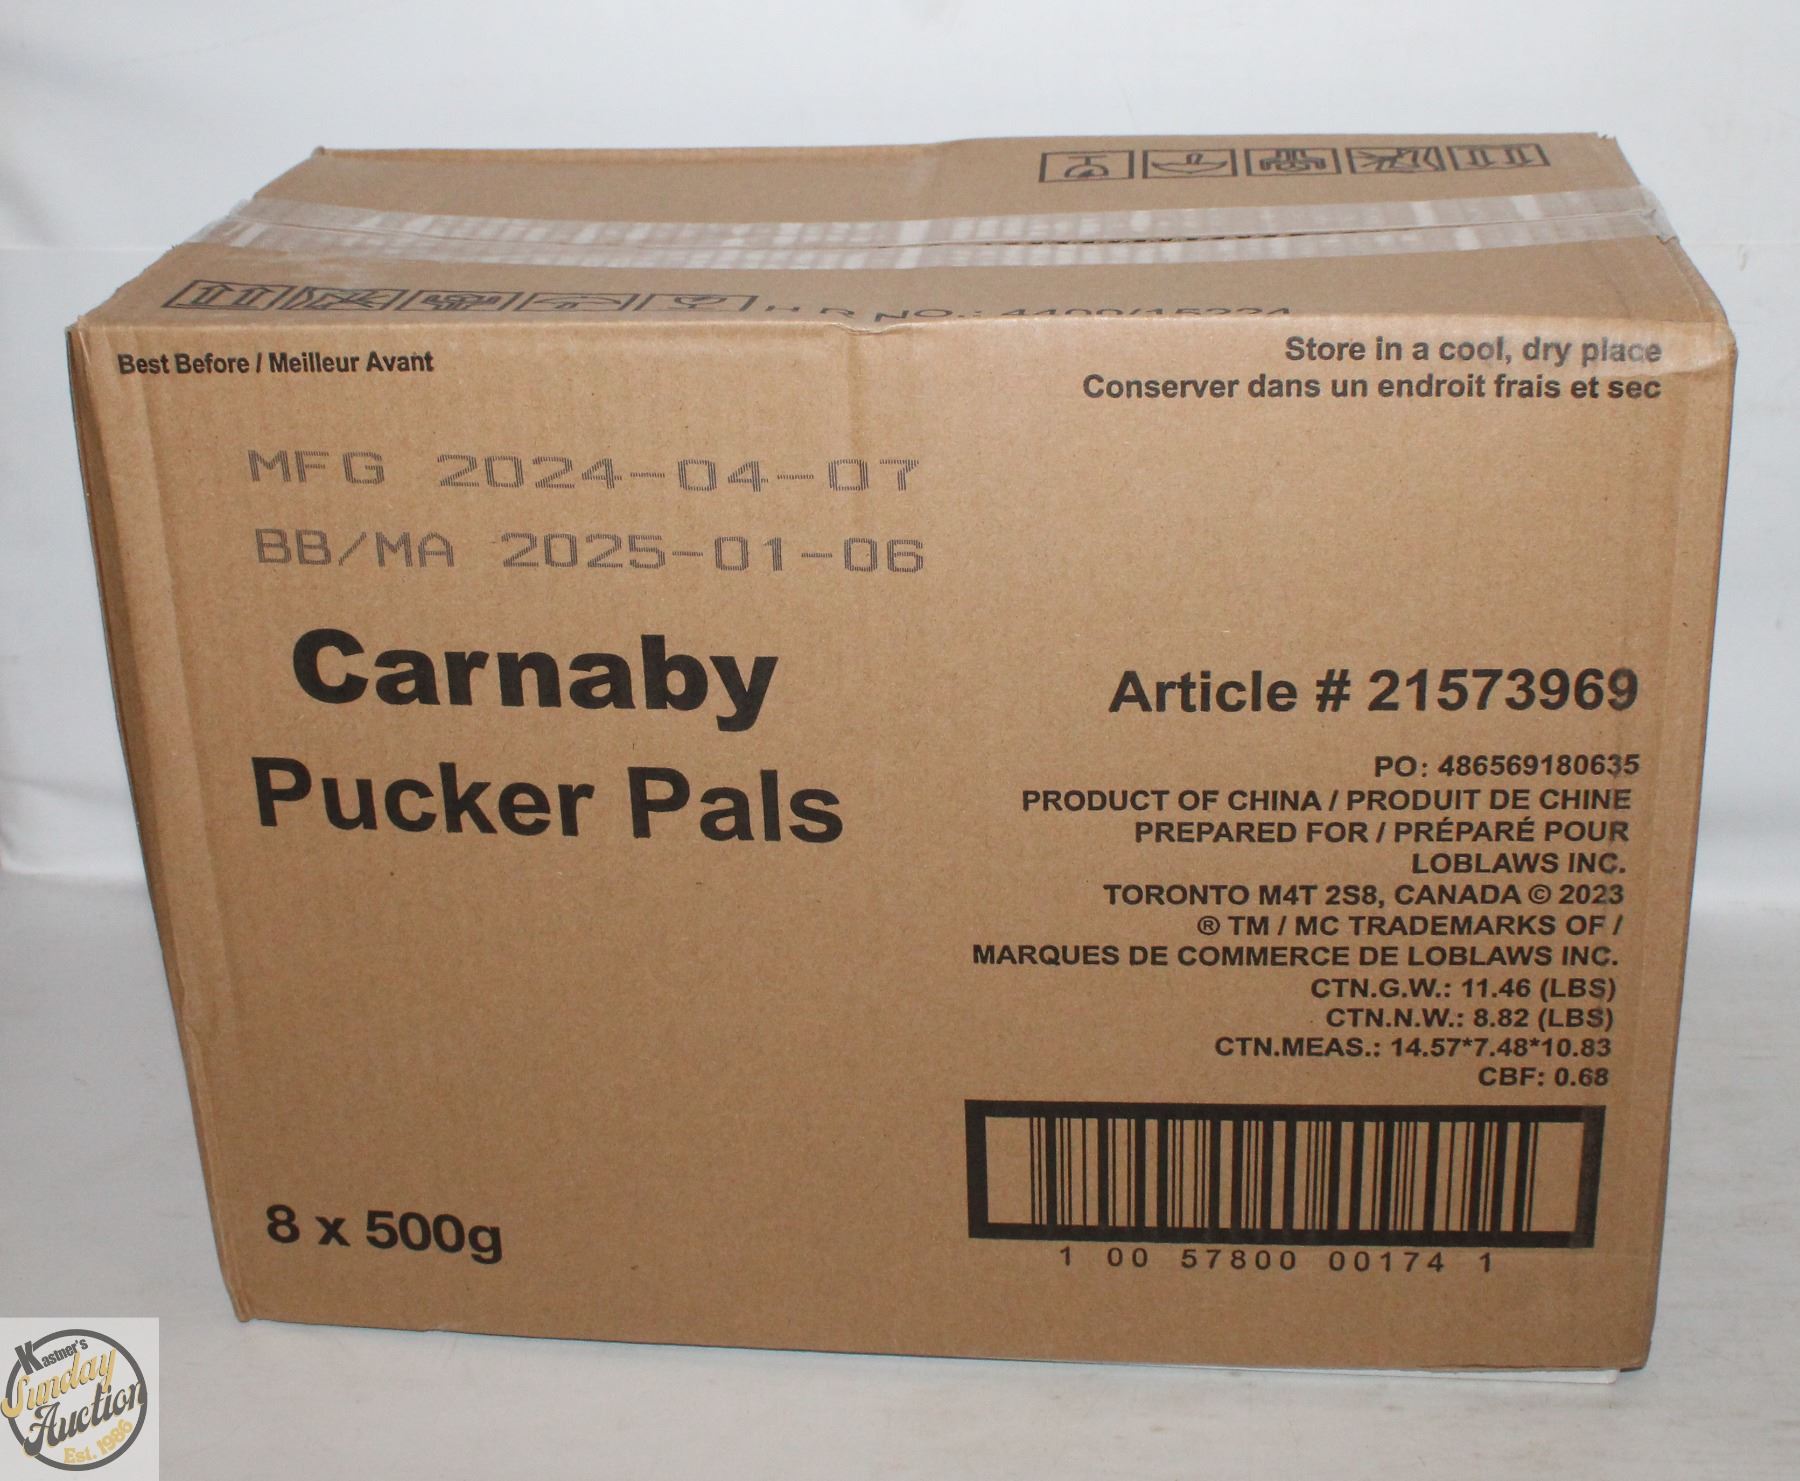 H R NO.: 4400/15224
Best Before / Meilleur Avant
Store in a cool, dry place
Conserver dans un endroit frais et sec
MFG 2024-04-07
BB/MA 2025-01-06
Carnaby
Pucker Pals
8 x 500g
Article # 21573969
PO: 486569180635
PRODUCT OF CHINA / PRODUIT DE CHINE
PREPARED FOR / PRÉPARÉ POUR
LOBLAWS INC.
TORONTO M4T 2S8, CANADA © 2023
® TM / MC TRADEMARKS OF /
MARQUES DE COMMERCE DE LOBLAWS INC.
CTN.G.W.: 11.46 (LBS)
CTN.N.W.: 8.82 (LBS)
CTN.MEAS.: 14.57*7.48*10.83
CBF: 0.68
1 00 57800 00174 1
Kastner's
Sunday
Auction
Est. 1986